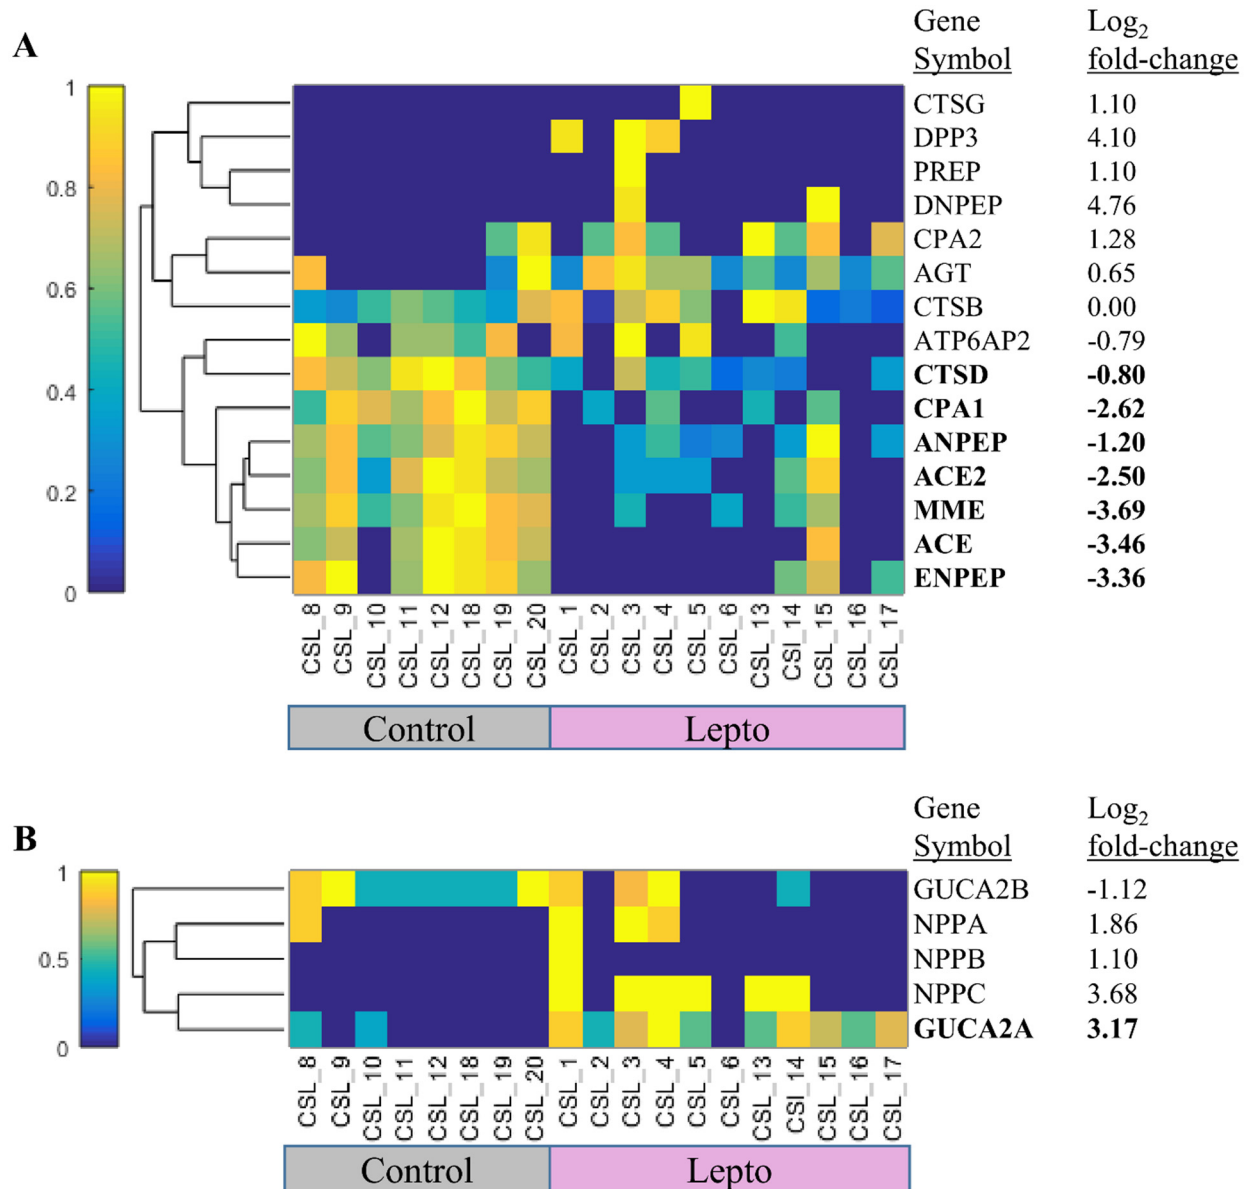 A
Gene Log2
Symbol fold-change
1
0.8
0.6
0.4
0.2
0
CTSG 1.10
DPP3 4.10
PREP 1.10
DNPEP 4.76
CPA2 1.28
AGT 0.65
CTSB 0.00
ATP6AP2 -0.79
CTSD -0.80
CPA1 -2.62
ANPEP -1.20
ACE2 -2.50
MME -3.69
ACE -3.46
ENPEP -3.36
CSL_8 CSL_9 CSL_10 CSL_11 CSL_12 CSL_18 CSL_19 CSL_20 CSL_1 CSL_2 CSL_3 CSL_4 CSL_5 CSL_6 CSL_13 CSl_14 CSL_15 CSL_16 CSL_17
Control Lepto
B
Gene Log2
Symbol fold-change
1
0.5
0
GUCA2B -1.12
NPPA 1.86
NPPB 1.10
NPPC 3.68
GUCA2A 3.17
CSL_8 CSL_9 CSL_10 CSL_11 CSL_12 CSL_18 CSL_19 CSL_20 CSL_1 CSL_2 CSL_3 CSL_4 CSL_5 CSL_6 CSL_13 CSl_14 CSL_15 CSL_16 CSL_17
Control Lepto